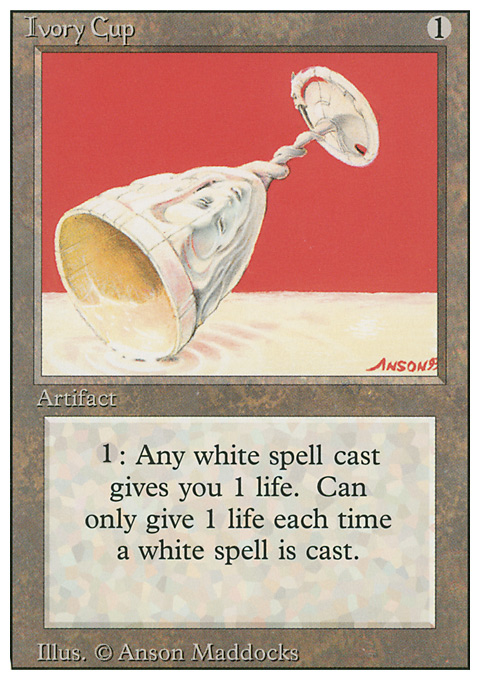 Ivory Cup 1
ANSON 93
Artifact
1: Any white spell cast
gives you 1 life. Can
only give 1 life each time
a white spell is cast.
Illus. © Anson Maddocks